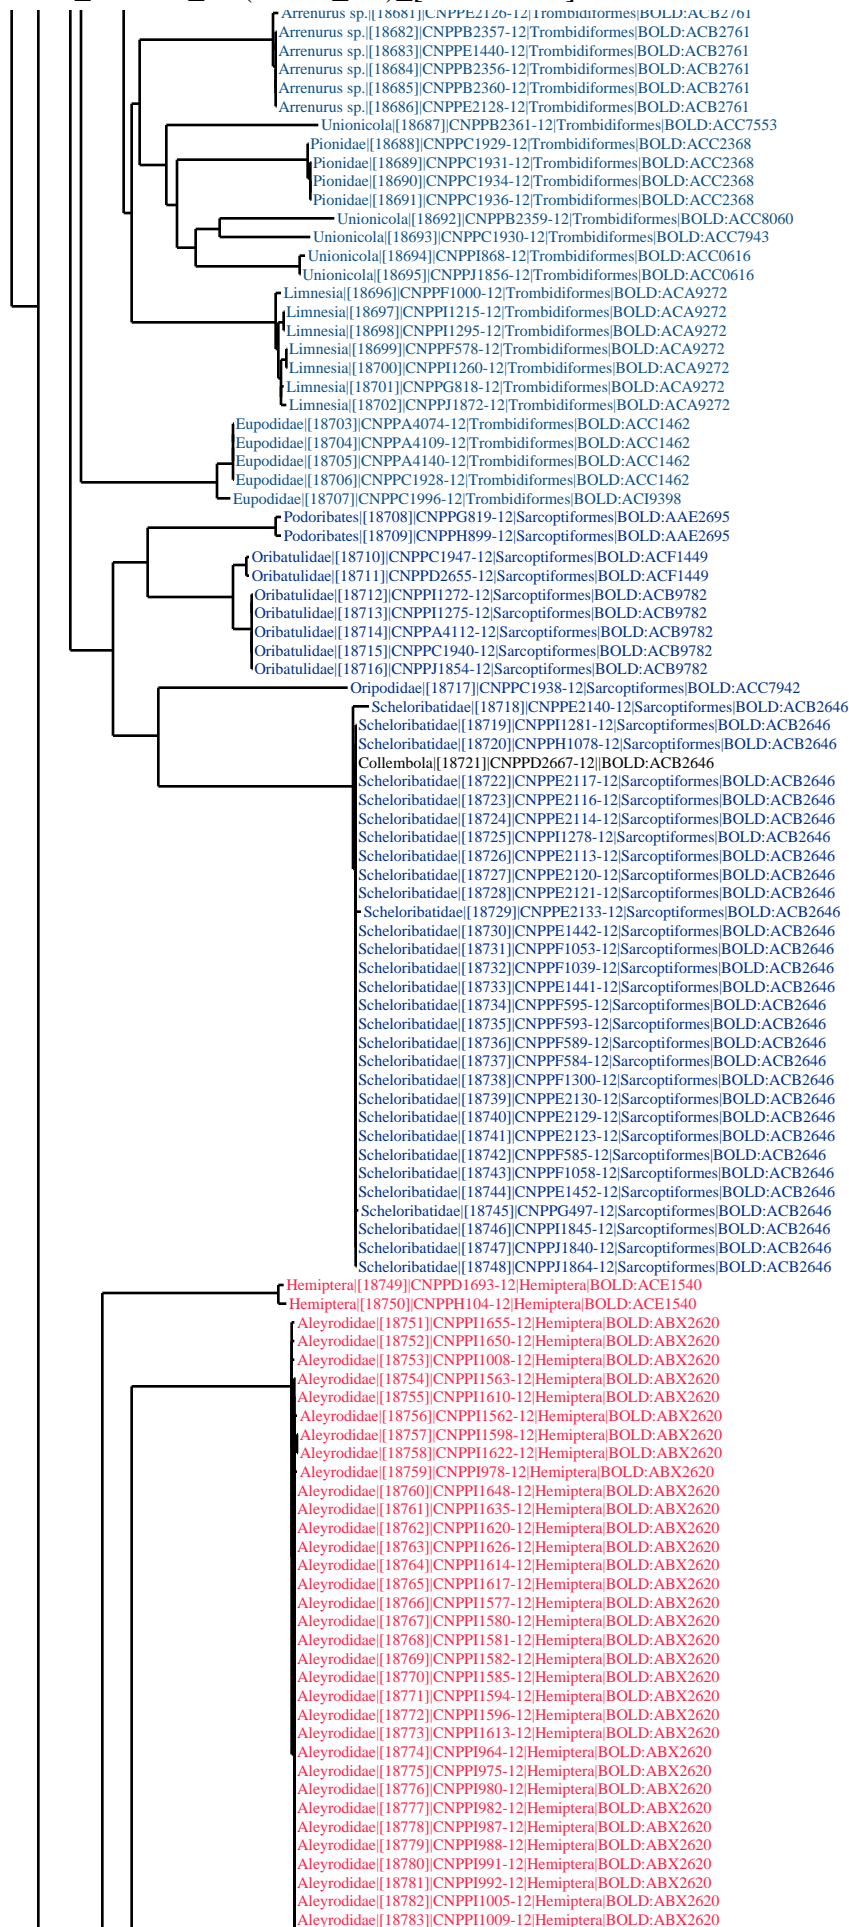 Arrenurus sp.|[18681]|CNPPE2126-12|Trombidiformes|BOLD:ACB2761
Arrenurus sp.|[18682]|CNPPB2357-12|Trombidiformes|BOLD:ACB2761
Arrenurus sp.|[18683]|CNPPE1440-12|Trombidiformes|BOLD:ACB2761
Arrenurus sp.|[18684]|CNPPB2356-12|Trombidiformes|BOLD:ACB2761
Arrenurus sp.|[18685]|CNPPB2360-12|Trombidiformes|BOLD:ACB2761
Arrenurus sp.|[18686]|CNPPE2128-12|Trombidiformes|BOLD:ACB2761
Unionicola|[18687]|CNPPB2361-12|Trombidiformes|BOLD:ACC7553
Pionidae|[18688]|CNPPC1929-12|Trombidiformes|BOLD:ACC2368
Pionidae|[18689]|CNPPC1931-12|Trombidiformes|BOLD:ACC2368
Pionidae|[18690]|CNPPC1934-12|Trombidiformes|BOLD:ACC2368
Pionidae|[18691]|CNPPC1936-12|Trombidiformes|BOLD:ACC2368
Unionicola|[18692]|CNPPB2359-12|Trombidiformes|BOLD:ACC8060
Unionicola|[18693]|CNPPC1930-12|Trombidiformes|BOLD:ACC7943
Unionicola|[18694]|CNPPI868-12|Trombidiformes|BOLD:ACC0616
Unionicola|[18695]|CNPPJ1856-12|Trombidiformes|BOLD:ACC0616
Limnesia|[18696]|CNPPF1000-12|Trombidiformes|BOLD:ACA9272
Limnesia|[18697]|CNPPI1215-12|Trombidiformes|BOLD:ACA9272
Limnesia|[18698]|CNPPI1295-12|Trombidiformes|BOLD:ACA9272
Limnesia|[18699]|CNPPF578-12|Trombidiformes|BOLD:ACA9272
Limnesia|[18700]|CNPPI1260-12|Trombidiformes|BOLD:ACA9272
Limnesia|[18701]|CNPPG818-12|Trombidiformes|BOLD:ACA9272
Limnesia|[18702]|CNPPJ1872-12|Trombidiformes|BOLD:ACA9272
Eupodidae|[18703]|CNPPA4074-12|Trombidiformes|BOLD:ACC1462
Eupodidae|[18704]|CNPPA4109-12|Trombidiformes|BOLD:ACC1462
Eupodidae|[18705]|CNPPA4140-12|Trombidiformes|BOLD:ACC1462
Eupodidae|[18706]|CNPPC1928-12|Trombidiformes|BOLD:ACC1462
Eupodidae|[18707]|CNPPC1996-12|Trombidiformes|BOLD:ACI9398
Podoribates|[18708]|CNPPG819-12|Sarcoptiformes|BOLD:AAE2695
Podoribates|[18709]|CNPPH899-12|Sarcoptiformes|BOLD:AAE2695
Oribatulidae|[18710]|CNPPC1947-12|Sarcoptiformes|BOLD:ACF1449
Oribatulidae|[18711]|CNPPD2655-12|Sarcoptiformes|BOLD:ACF1449
Oribatulidae|[18712]|CNPPI1272-12|Sarcoptiformes|BOLD:ACB9782
Oribatulidae|[18713]|CNPPI1275-12|Sarcoptiformes|BOLD:ACB9782
Oribatulidae|[18714]|CNPPA4112-12|Sarcoptiformes|BOLD:ACB9782
Oribatulidae|[18715]|CNPPC1940-12|Sarcoptiformes|BOLD:ACB9782
Oribatulidae|[18716]|CNPPJ1854-12|Sarcoptiformes|BOLD:ACB9782
Oripodidae|[18717]|CNPPC1938-12|Sarcoptiformes|BOLD:ACC7942
Scheloribatidae|[18718]|CNPPE2140-12|Sarcoptiformes|BOLD:ACB2646
Scheloribatidae|[18719]|CNPPI1281-12|Sarcoptiformes|BOLD:ACB2646
Scheloribatidae|[18720]|CNPPH1078-12|Sarcoptiformes|BOLD:ACB2646
Collembola|[18721]|CNPPD2667-12||BOLD:ACB2646
Scheloribatidae|[18722]|CNPPE2117-12|Sarcoptiformes|BOLD:ACB2646
Scheloribatidae|[18723]|CNPPE2116-12|Sarcoptiformes|BOLD:ACB2646
Scheloribatidae|[18724]|CNPPE2114-12|Sarcoptiformes|BOLD:ACB2646
Scheloribatidae|[18725]|CNPPI1278-12|Sarcoptiformes|BOLD:ACB2646
Scheloribatidae|[18726]|CNPPE2113-12|Sarcoptiformes|BOLD:ACB2646
Scheloribatidae|[18727]|CNPPE2120-12|Sarcoptiformes|BOLD:ACB2646
Scheloribatidae|[18728]|CNPPE2121-12|Sarcoptiformes|BOLD:ACB2646
Scheloribatidae|[18729]|CNPPE2133-12|Sarcoptiformes|BOLD:ACB2646
Scheloribatidae|[18730]|CNPPE1442-12|Sarcoptiformes|BOLD:ACB2646
Scheloribatidae|[18731]|CNPPF1053-12|Sarcoptiformes|BOLD:ACB2646
Scheloribatidae|[18732]|CNPPF1039-12|Sarcoptiformes|BOLD:ACB2646
Scheloribatidae|[18733]|CNPPE1441-12|Sarcoptiformes|BOLD:ACB2646
Scheloribatidae|[18734]|CNPPF595-12|Sarcoptiformes|BOLD:ACB2646
Scheloribatidae|[18735]|CNPPF593-12|Sarcoptiformes|BOLD:ACB2646
Scheloribatidae|[18736]|CNPPF589-12|Sarcoptiformes|BOLD:ACB2646
Scheloribatidae|[18737]|CNPPF584-12|Sarcoptiformes|BOLD:ACB2646
Scheloribatidae|[18738]|CNPPF1300-12|Sarcoptiformes|BOLD:ACB2646
Scheloribatidae|[18739]|CNPPE2130-12|Sarcoptiformes|BOLD:ACB2646
Scheloribatidae|[18740]|CNPPE2129-12|Sarcoptiformes|BOLD:ACB2646
Scheloribatidae|[18741]|CNPPE2123-12|Sarcoptiformes|BOLD:ACB2646
Scheloribatidae|[18742]|CNPPF585-12|Sarcoptiformes|BOLD:ACB2646
Scheloribatidae|[18743]|CNPPF1058-12|Sarcoptiformes|BOLD:ACB2646
Scheloribatidae|[18744]|CNPPE1452-12|Sarcoptiformes|BOLD:ACB2646
Scheloribatidae|[18745]|CNPPG497-12|Sarcoptiformes|BOLD:ACB2646
Scheloribatidae|[18746]|CNPPI1845-12|Sarcoptiformes|BOLD:ACB2646
Scheloribatidae|[18747]|CNPPJ1840-12|Sarcoptiformes|BOLD:ACB2646
Scheloribatidae|[18748]|CNPPJ1864-12|Sarcoptiformes|BOLD:ACB2646
Hemiptera|[18749]|CNPPD1693-12|Hemiptera|BOLD:ACE1540
Hemiptera|[18750]|CNPPH104-12|Hemiptera|BOLD:ACE1540
Aleyrodidae|[18751]|CNPPI1655-12|Hemiptera|BOLD:ABX2620
Aleyrodidae|[18752]|CNPPI1650-12|Hemiptera|BOLD:ABX2620
Aleyrodidae|[18753]|CNPPI1008-12|Hemiptera|BOLD:ABX2620
Aleyrodidae|[18754]|CNPPI1563-12|Hemiptera|BOLD:ABX2620
Aleyrodidae|[18755]|CNPPI1610-12|Hemiptera|BOLD:ABX2620
Aleyrodidae|[18756]|CNPPI1562-12|Hemiptera|BOLD:ABX2620
Aleyrodidae|[18757]|CNPPI1598-12|Hemiptera|BOLD:ABX2620
Aleyrodidae|[18758]|CNPPI1622-12|Hemiptera|BOLD:ABX2620
Aleyrodidae|[18759]|CNPPI978-12|Hemiptera|BOLD:ABX2620
Aleyrodidae|[18760]|CNPPI1648-12|Hemiptera|BOLD:ABX2620
Aleyrodidae|[18761]|CNPPI1635-12|Hemiptera|BOLD:ABX2620
Aleyrodidae|[18762]|CNPPI1620-12|Hemiptera|BOLD:ABX2620
Aleyrodidae|[18763]|CNPPI1626-12|Hemiptera|BOLD:ABX2620
Aleyrodidae|[18764]|CNPPI1614-12|Hemiptera|BOLD:ABX2620
Aleyrodidae|[18765]|CNPPI1617-12|Hemiptera|BOLD:ABX2620
Aleyrodidae|[18766]|CNPPI1577-12|Hemiptera|BOLD:ABX2620
Aleyrodidae|[18767]|CNPPI1580-12|Hemiptera|BOLD:ABX2620
Aleyrodidae|[18768]|CNPPI1581-12|Hemiptera|BOLD:ABX2620
Aleyrodidae|[18769]|CNPPI1582-12|Hemiptera|BOLD:ABX2620
Aleyrodidae|[18770]|CNPPI1585-12|Hemiptera|BOLD:ABX2620
Aleyrodidae|[18771]|CNPPI1594-12|Hemiptera|BOLD:ABX2620
Aleyrodidae|[18772]|CNPPI1596-12|Hemiptera|BOLD:ABX2620
Aleyrodidae|[18773]|CNPPI1613-12|Hemiptera|BOLD:ABX2620
Aleyrodidae|[18774]|CNPPI964-12|Hemiptera|BOLD:ABX2620
Aleyrodidae|[18775]|CNPPI975-12|Hemiptera|BOLD:ABX2620
Aleyrodidae|[18776]|CNPPI980-12|Hemiptera|BOLD:ABX2620
Aleyrodidae|[18777]|CNPPI982-12|Hemiptera|BOLD:ABX2620
Aleyrodidae|[18778]|CNPPI987-12|Hemiptera|BOLD:ABX2620
Aleyrodidae|[18779]|CNPPI988-12|Hemiptera|BOLD:ABX2620
Aleyrodidae|[18780]|CNPPI991-12|Hemiptera|BOLD:ABX2620
Aleyrodidae|[18781]|CNPPI992-12|Hemiptera|BOLD:ABX2620
Aleyrodidae|[18782]|CNPPI1005-12|Hemiptera|BOLD:ABX2620
Aleyrodidae|[18783]|CNPPI1009-12|Hemiptera|BOLD:ABX2620